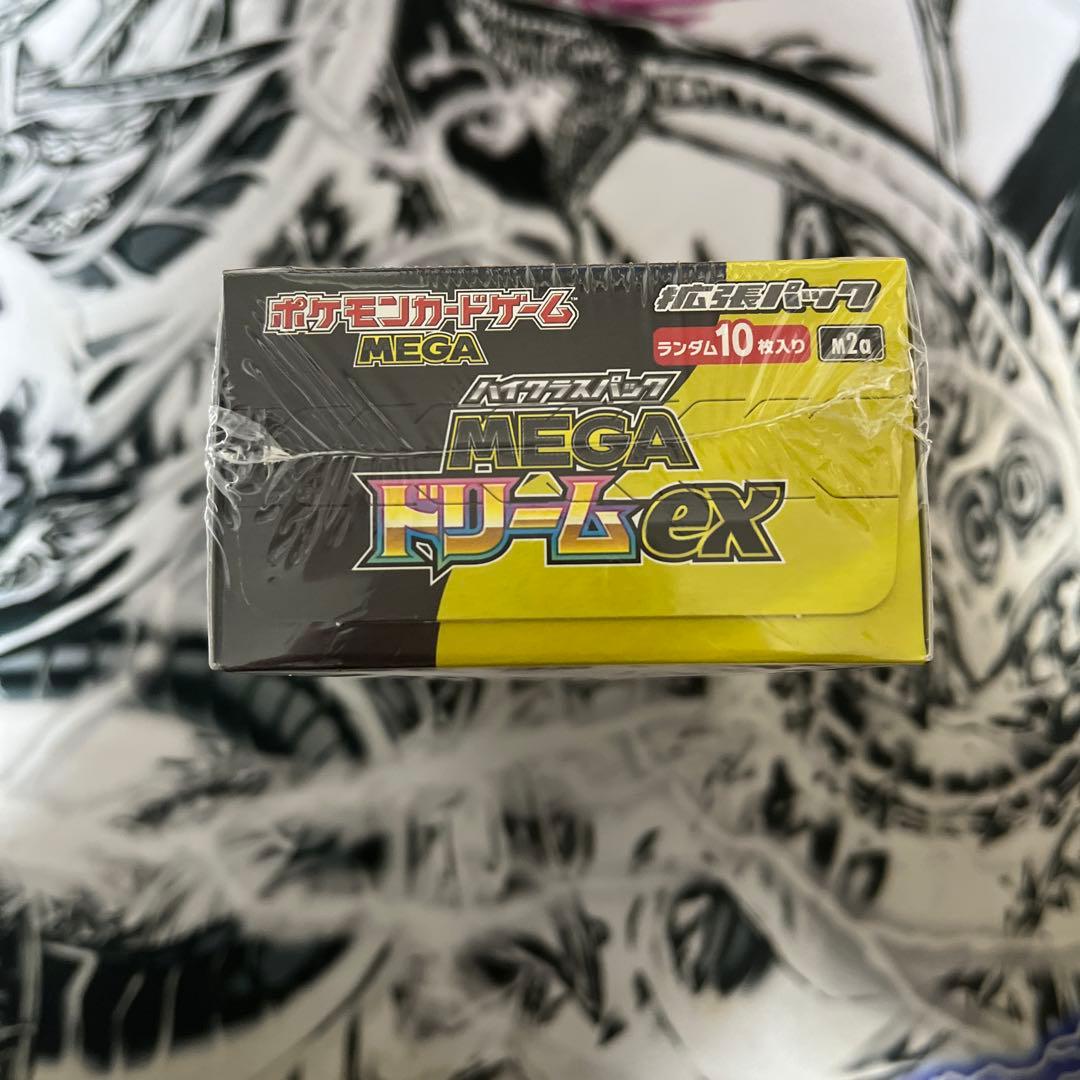 ポケモンカードゲーム
MEGA
拡張パック
ランダム10枚入り
M2a
ハイクラスパック
MEGA
ドリームex